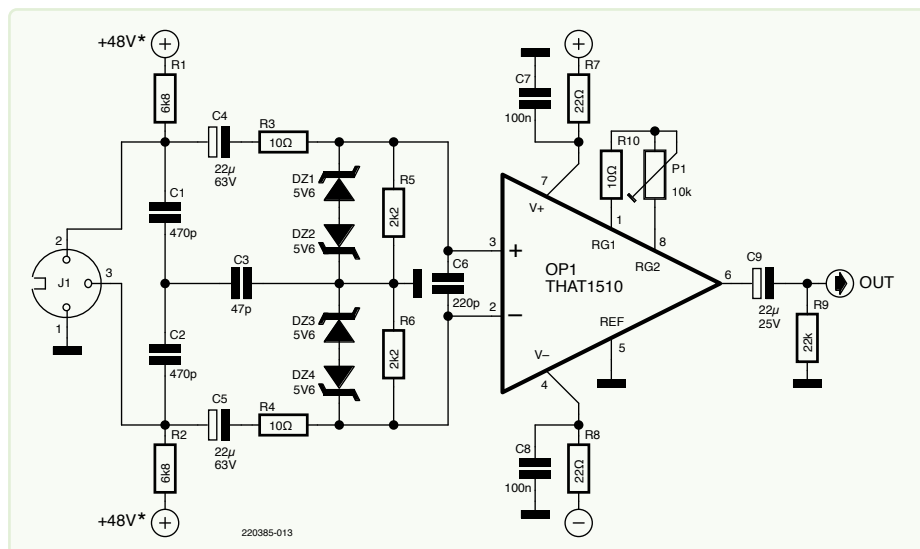 +48V*
R1
6k8
C4
22µ
63V
R3
10Ω
C7
100n
R7
22Ω
R10
10Ω
P1
10k
DZ1
5V6
R5
2k2
DZ2
5V6
C1
470p
2
J1
3
1
C3
47p
C6
220p
3
+
2
–
7
V+
1
RG1
8
RG2
OP1
THAT1510
6
C9
22µ
25V
OUT
R9
22k
REF
5
V–
4
DZ3
5V6
R6
2k2
DZ4
5V6
C2
470p
C5
22µ
63V
R4
10Ω
R2
6k8
+48V*
C8
100n
R8
22Ω
220385-013